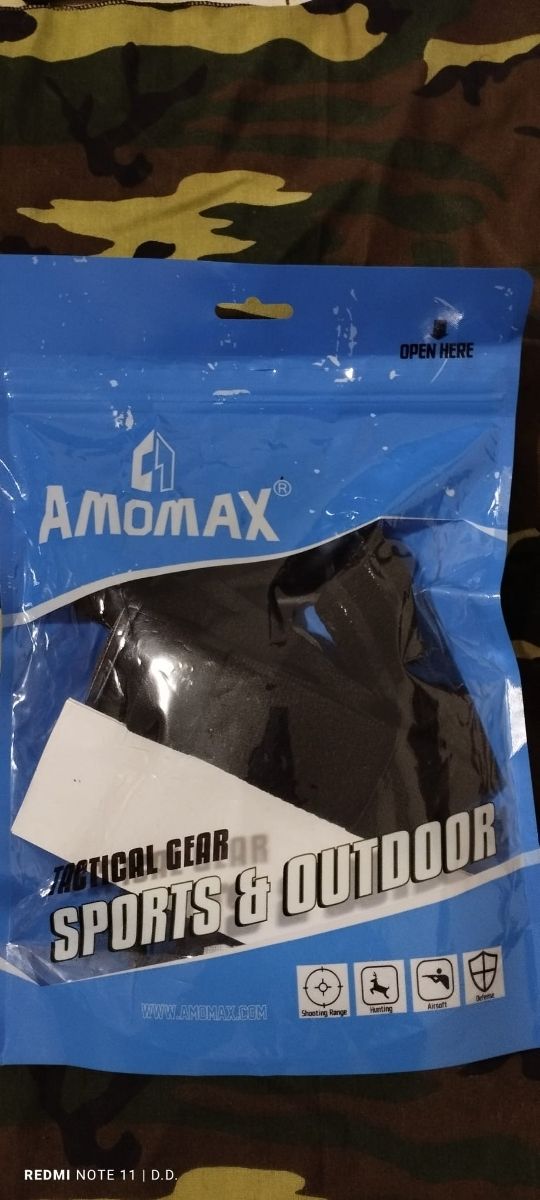 OPEN HERE
AMOMAX®
TACTICAL GEAR
SPORTS & OUTDOOR
WWW.AMOMAX.COM
Shooting Range
Hunting
Airsoft
Defense
REDMI NOTE 11 | D.D.